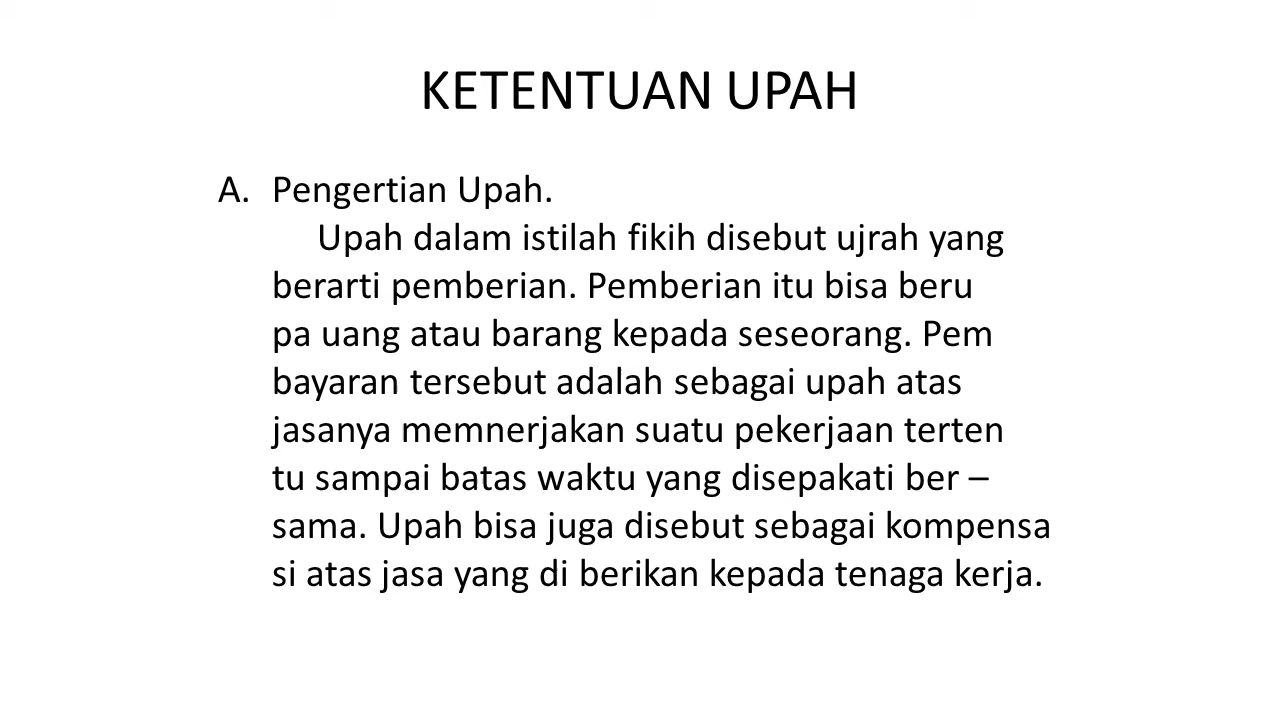 KETENTUAN UPAH
A. Pengertian Upah.
Upah dalam istilah fikih disebut ujrah yang
berarti pemberian. Pemberian itu bisa beru
pa uang atau barang kepada seseorang. Pem
bayaran tersebut adalah sebagai upah atas
jasanya memnerjakan suatu pekerjaan terten
tu sampai batas waktu yang disepakati ber –
sama. Upah bisa juga disebut sebagai kompensa
si atas jasa yang di berikan kepada tenaga kerja.